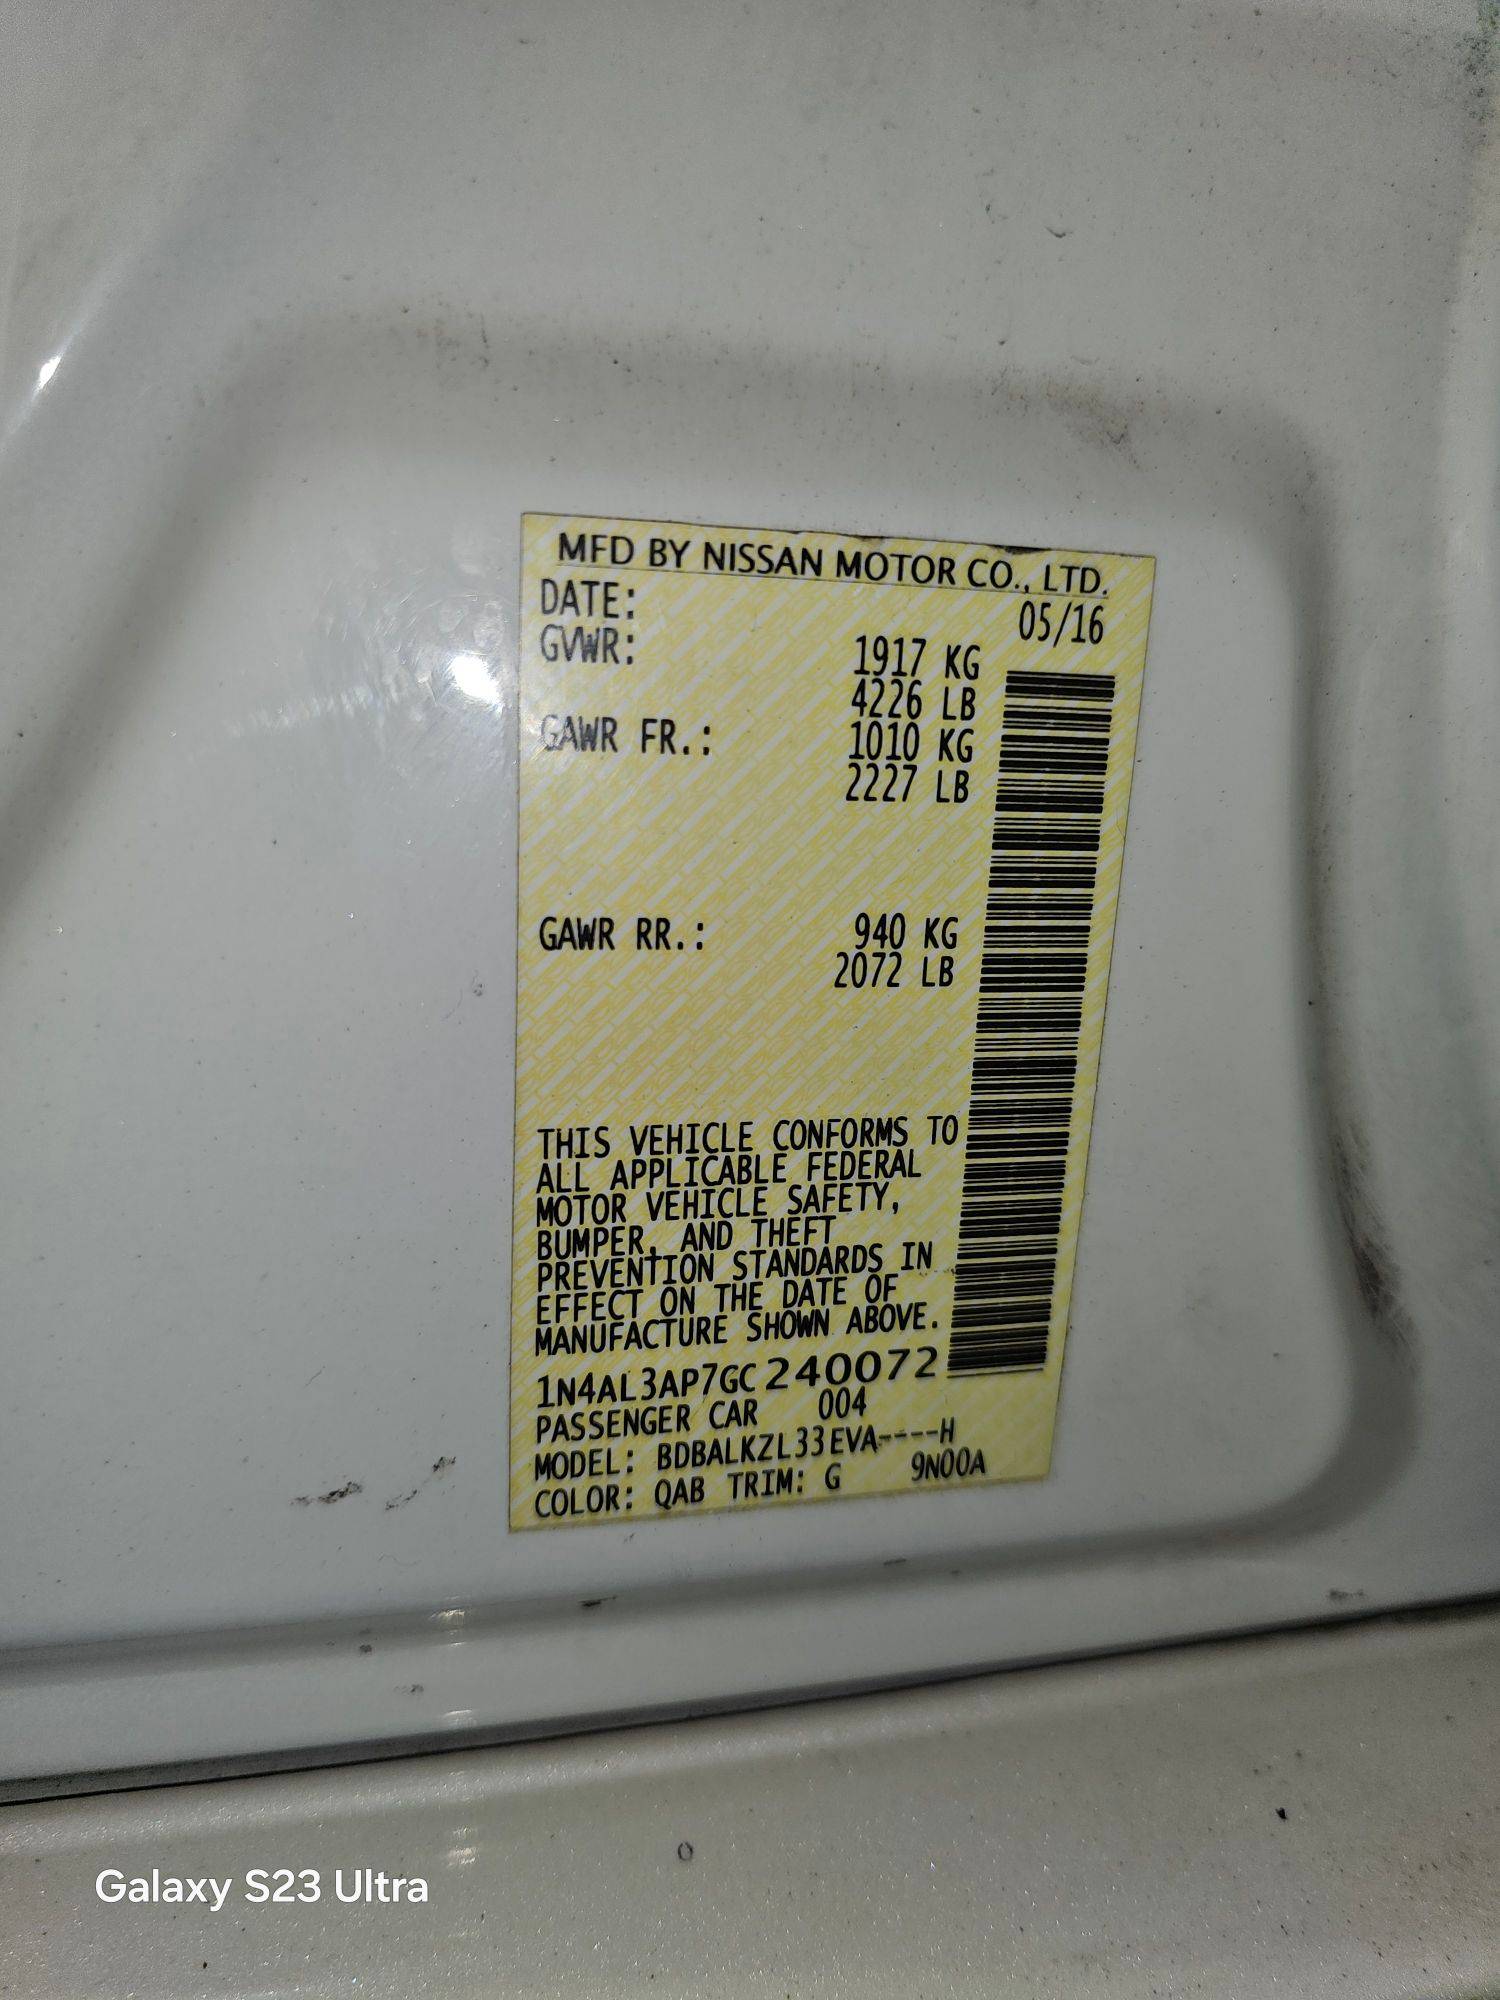 MFD BY NISSAN MOTOR CO., LTD.
DATE: 05/16
GVWR: 1917 KG
4226 LB
GAWR FR.: 1010 KG
2227 LB
GAWR RR.: 940 KG
2072 LB
THIS VEHICLE CONFORMS TO
ALL APPLICABLE FEDERAL
MOTOR VEHICLE SAFETY,
BUMPER, AND THEFT
PREVENTION STANDARDS IN
EFFECT ON THE DATE OF
MANUFACTURE SHOWN ABOVE.
1N4AL3AP7GC240072
PASSENGER CAR 004
MODEL: BDBALKZL33EVA----H
COLOR: QAB TRIM: G 9N00A
Galaxy S23 Ultra